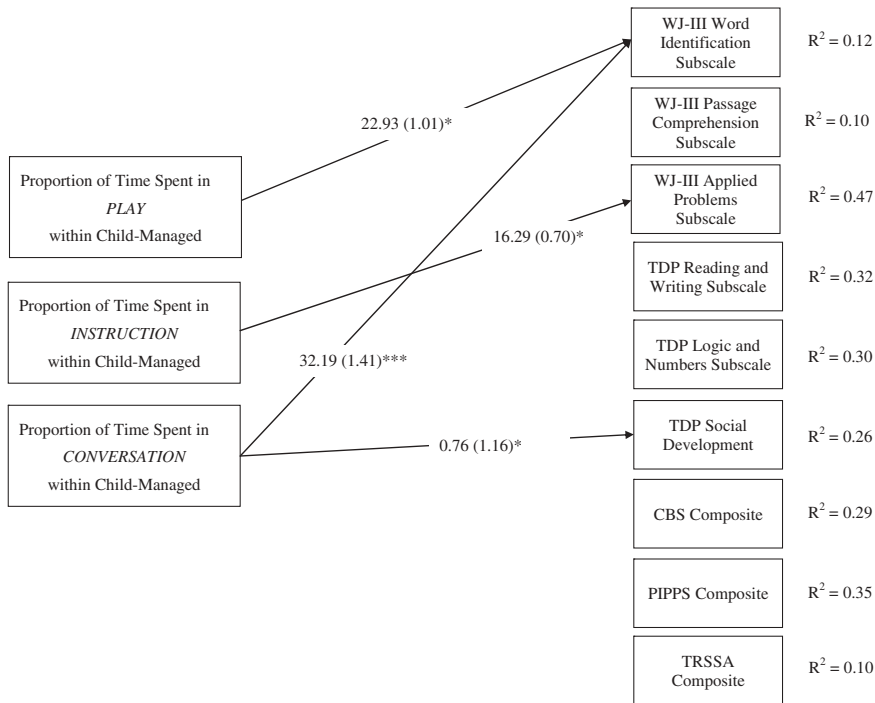 Proportion of Time Spent in
PLAY
within Child-Managed
Proportion of Time Spent in
INSTRUCTION
within Child-Managed
Proportion of Time Spent in
CONVERSATION
within Child-Managed
22.93 (1.01)*
16.29 (0.70)*
32.19 (1.41)***
0.76 (1.16)*
WJ-III Word
Identification
Subscale
R² = 0.12
WJ-III Passage
Comprehension
Subscale
R² = 0.10
WJ-III Applied
Problems
Subscale
R² = 0.47
TDP Reading and
Writing Subscale
R² = 0.32
TDP Logic and
Numbers Subscale
R² = 0.30
TDP Social
Development
R² = 0.26
CBS Composite
R² = 0.29
PIPPS Composite
R² = 0.35
TRSSA
Composite
R² = 0.10